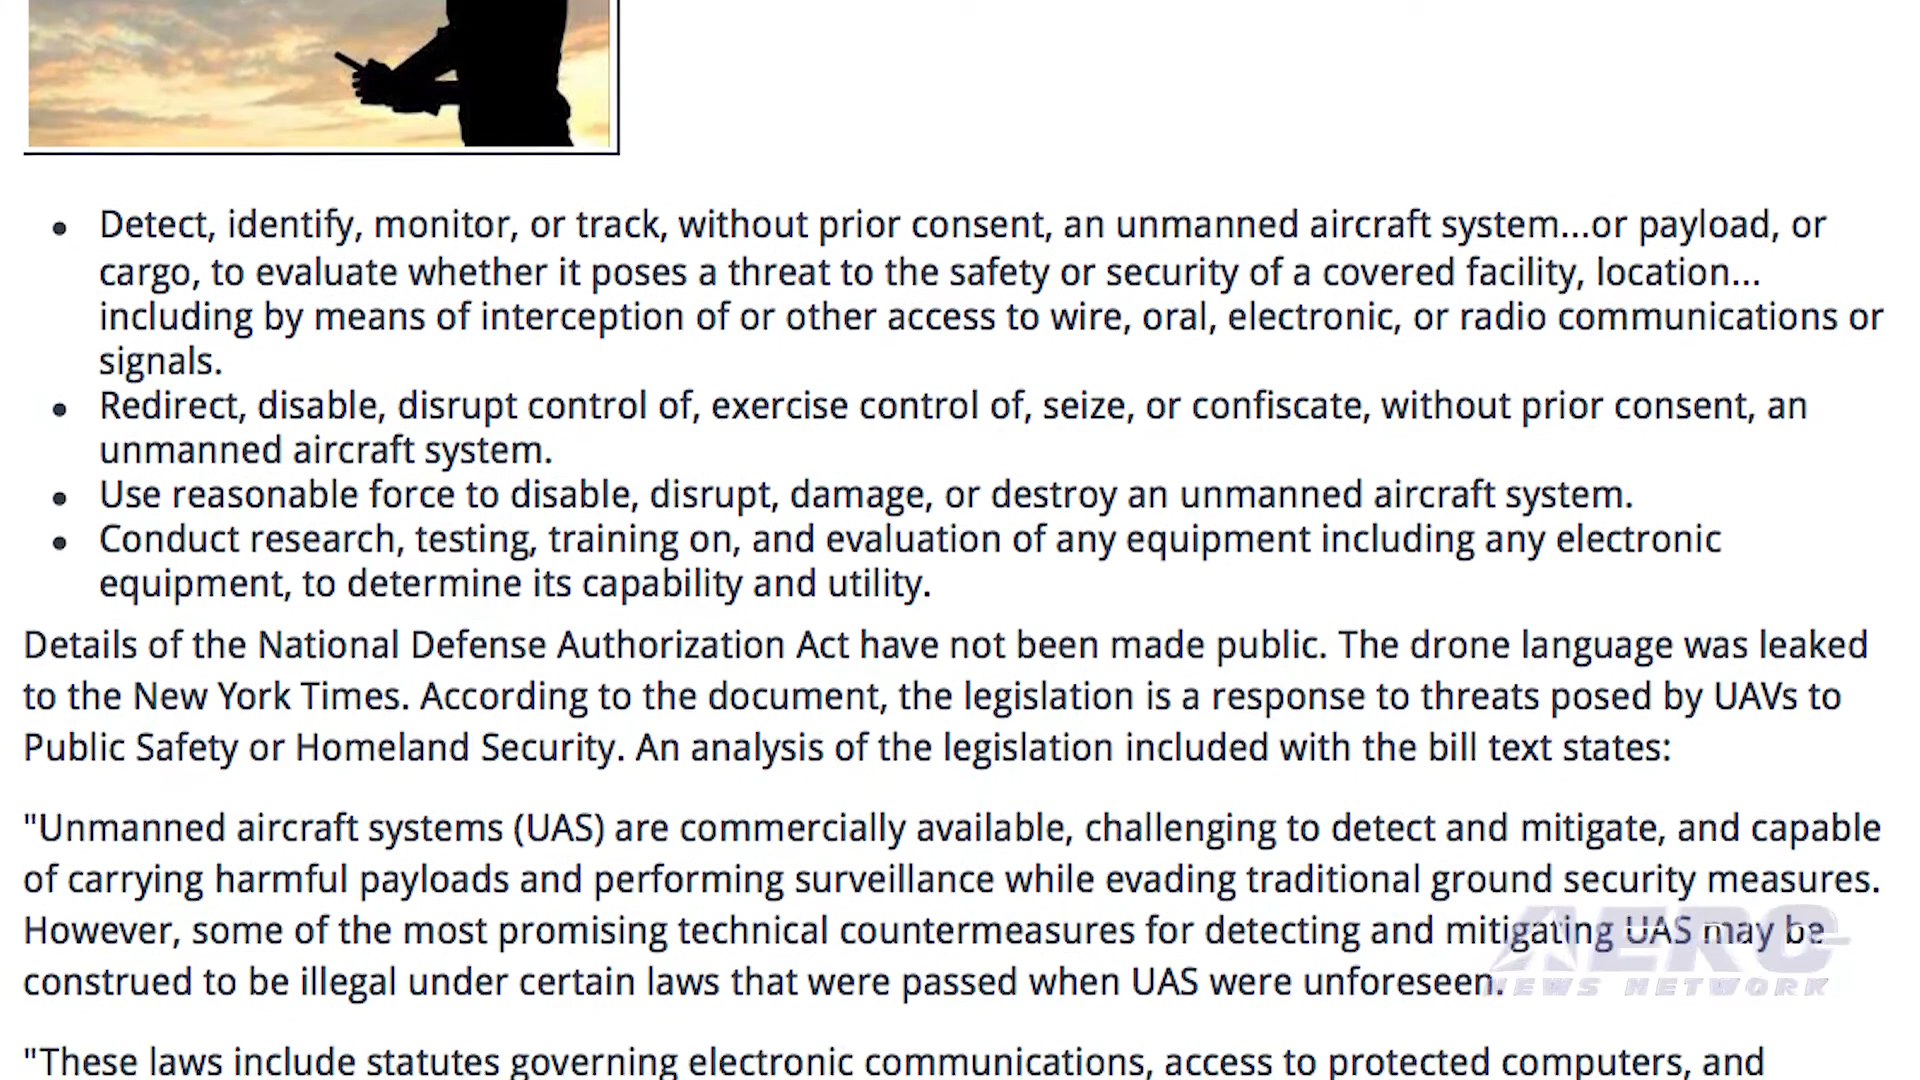 • Detect, identify, monitor, or track, without prior consent, an unmanned aircraft system...or payload, or
cargo, to evaluate whether it poses a threat to the safety or security of a covered facility, location...
including by means of interception of or other access to wire, oral, electronic, or radio communications or
signals.
• Redirect, disable, disrupt control of, exercise control of, seize, or confiscate, without prior consent, an
unmanned aircraft system.
• Use reasonable force to disable, disrupt, damage, or destroy an unmanned aircraft system.
• Conduct research, testing, training on, and evaluation of any equipment including any electronic
equipment, to determine its capability and utility.
Details of the National Defense Authorization Act have not been made public. The drone language was leaked
to the New York Times. According to the document, the legislation is a response to threats posed by UAVs to
Public Safety or Homeland Security. An analysis of the legislation included with the bill text states:
"Unmanned aircraft systems (UAS) are commercially available, challenging to detect and mitigate, and capable
of carrying harmful payloads and performing surveillance while evading traditional ground security measures.
However, some of the most promising technical countermeasures for detecting and mitigating UAS may be
construed to be illegal under certain laws that were passed when UAS were unforeseen.
AERO
NEWS NETWORK
"These laws include statutes governing electronic communications, access to protected computers, and